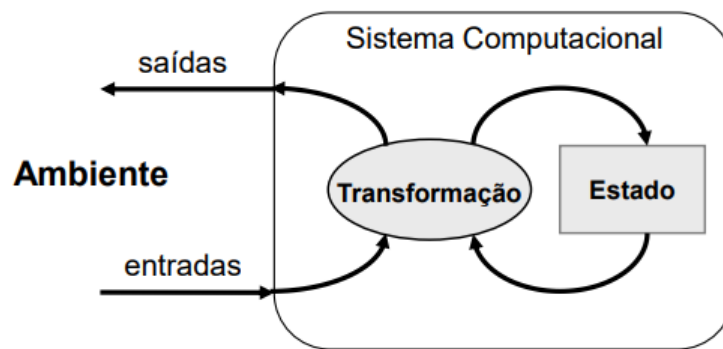 Sistema Computacional
saídas
Ambiente
Transformação
Estado
entradas